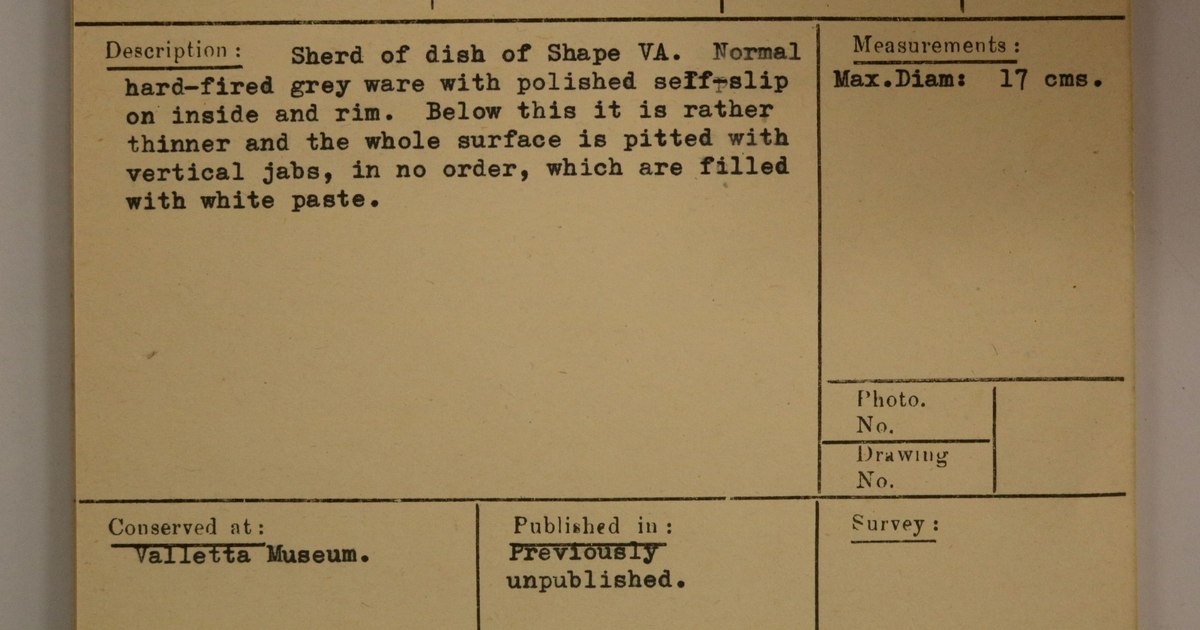 Description :   Sherd of dish of Shape VA.  Normal
hard-fired grey ware with polished self-slip
on inside and rim.  Below this it is rather
thinner and the whole surface is pitted with
vertical jabs, in no order, which are filled
with white paste.
Measurements :
Max.Diam:  17 cms.
Photo.
No.
Drawing
No.
Conserved at :
Valletta Museum.
Published in :
Previously
unpublished.
Survey :